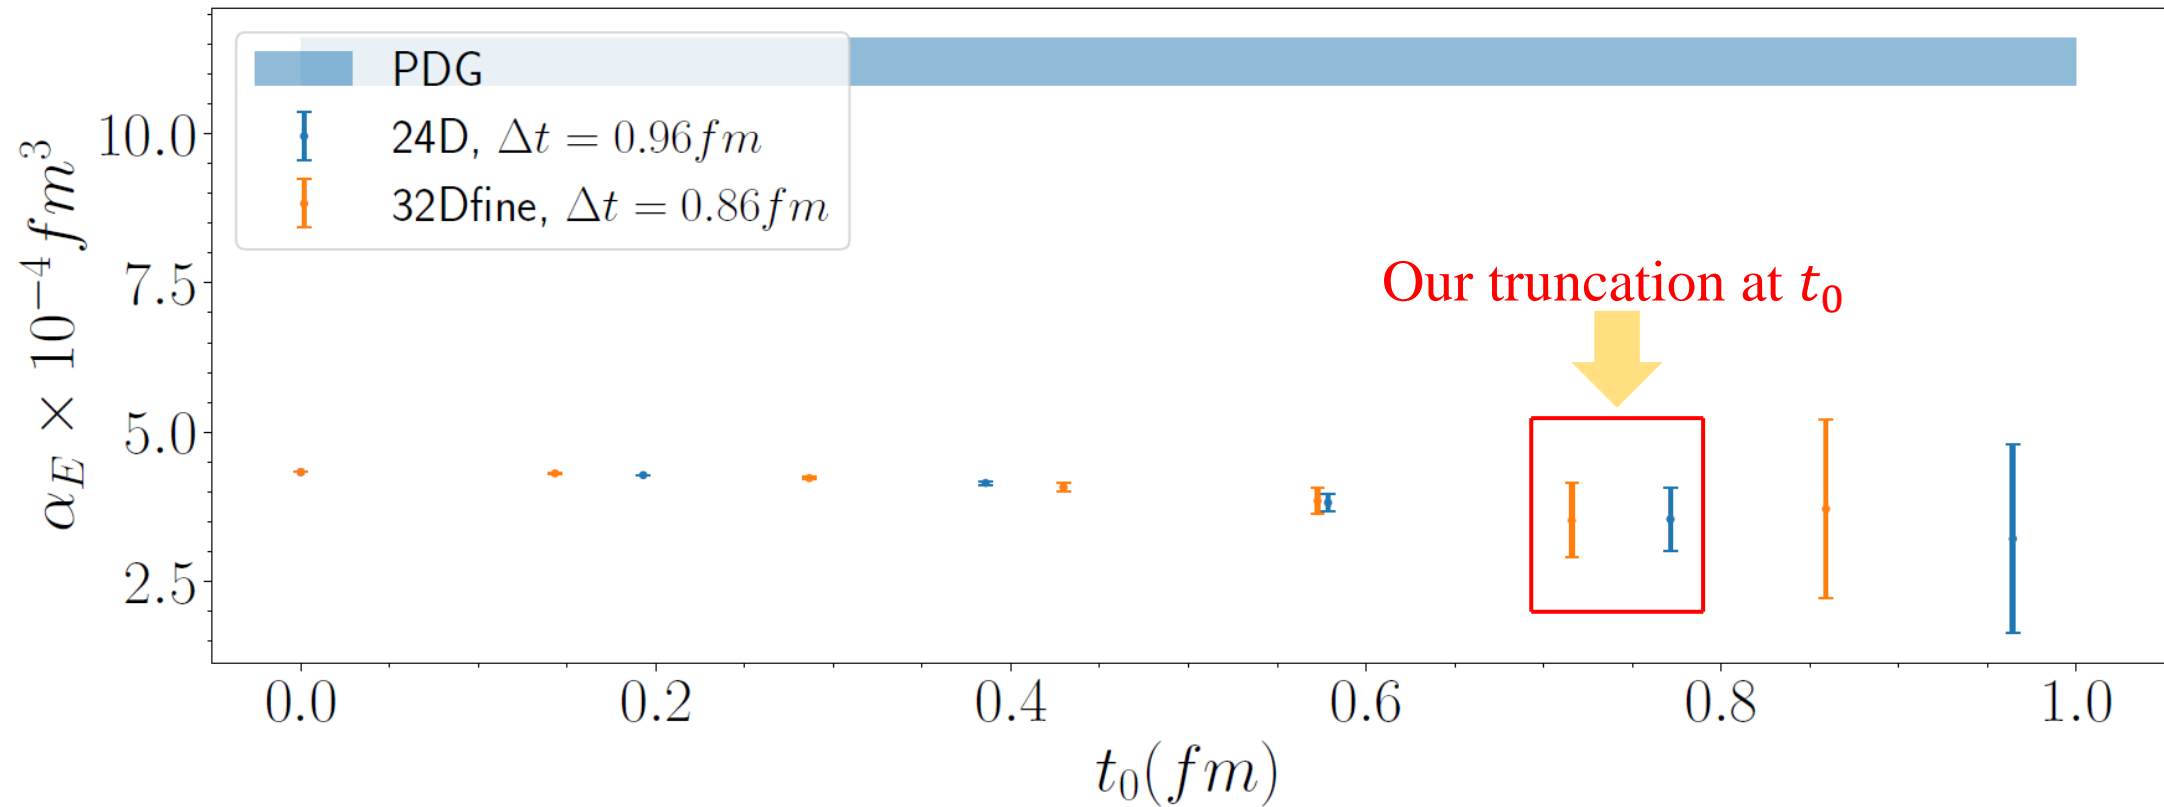 PDG
24D, Δt = 0.96fm
32Dfine, Δt = 0.86fm
Our truncation at t₀
α_E × 10⁻⁴ fm³
10.0
7.5
5.0
2.5
0.0 0.2 0.4 0.6 0.8 1.0
t₀(fm)